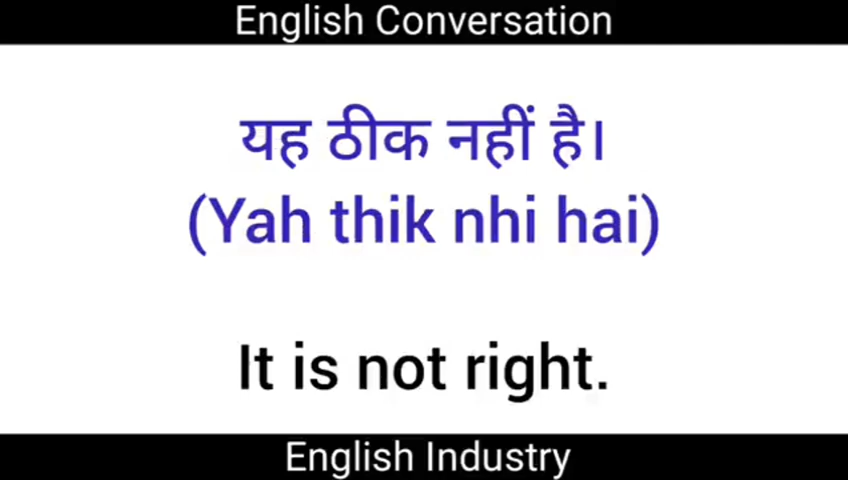 English Conversation
यह ठीक नहीं है।
(Yah thik nhi hai)
It is not right.
English Industry